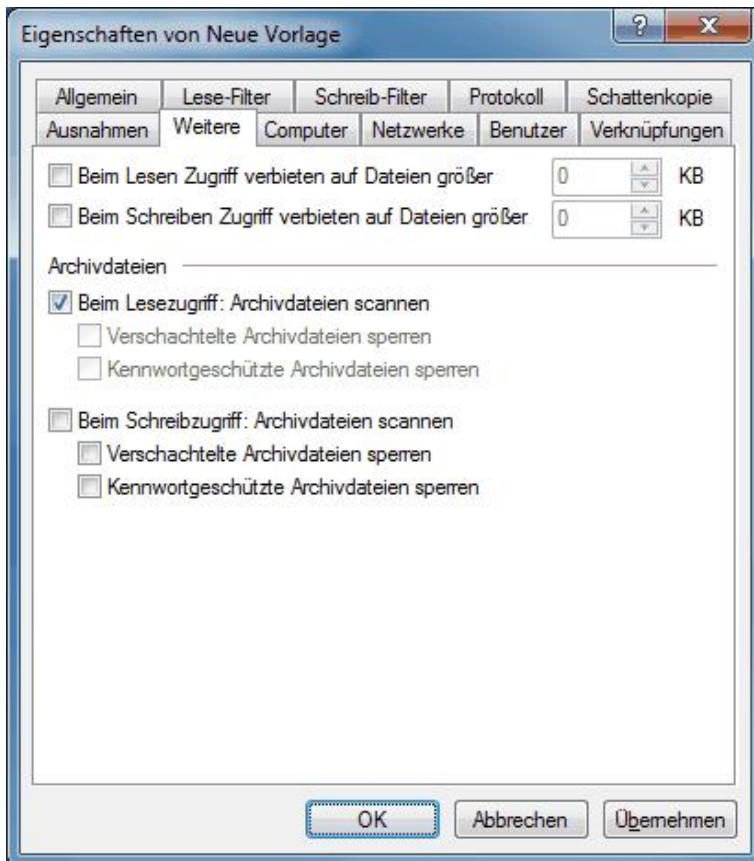 Eigenschaften von Neue Vorlage
?
X
Allgemein Lese-Filter Schreib-Filter Protokoll Schattenkopie
Ausnahmen Weitere Computer Netzwerke Benutzer Verknüpfungen
Beim Lesen Zugriff verbieten auf Dateien größer 0 KB
Beim Schreiben Zugriff verbieten auf Dateien größer 0 KB
Archivdateien
Beim Lesezugriff: Archivdateien scannen
Verschachtelte Archivdateien sperren
Kennwortgeschützte Archivdateien sperren
Beim Schreibzugriff: Archivdateien scannen
Verschachtelte Archivdateien sperren
Kennwortgeschützte Archivdateien sperren
OK Abbrechen Übernehmen